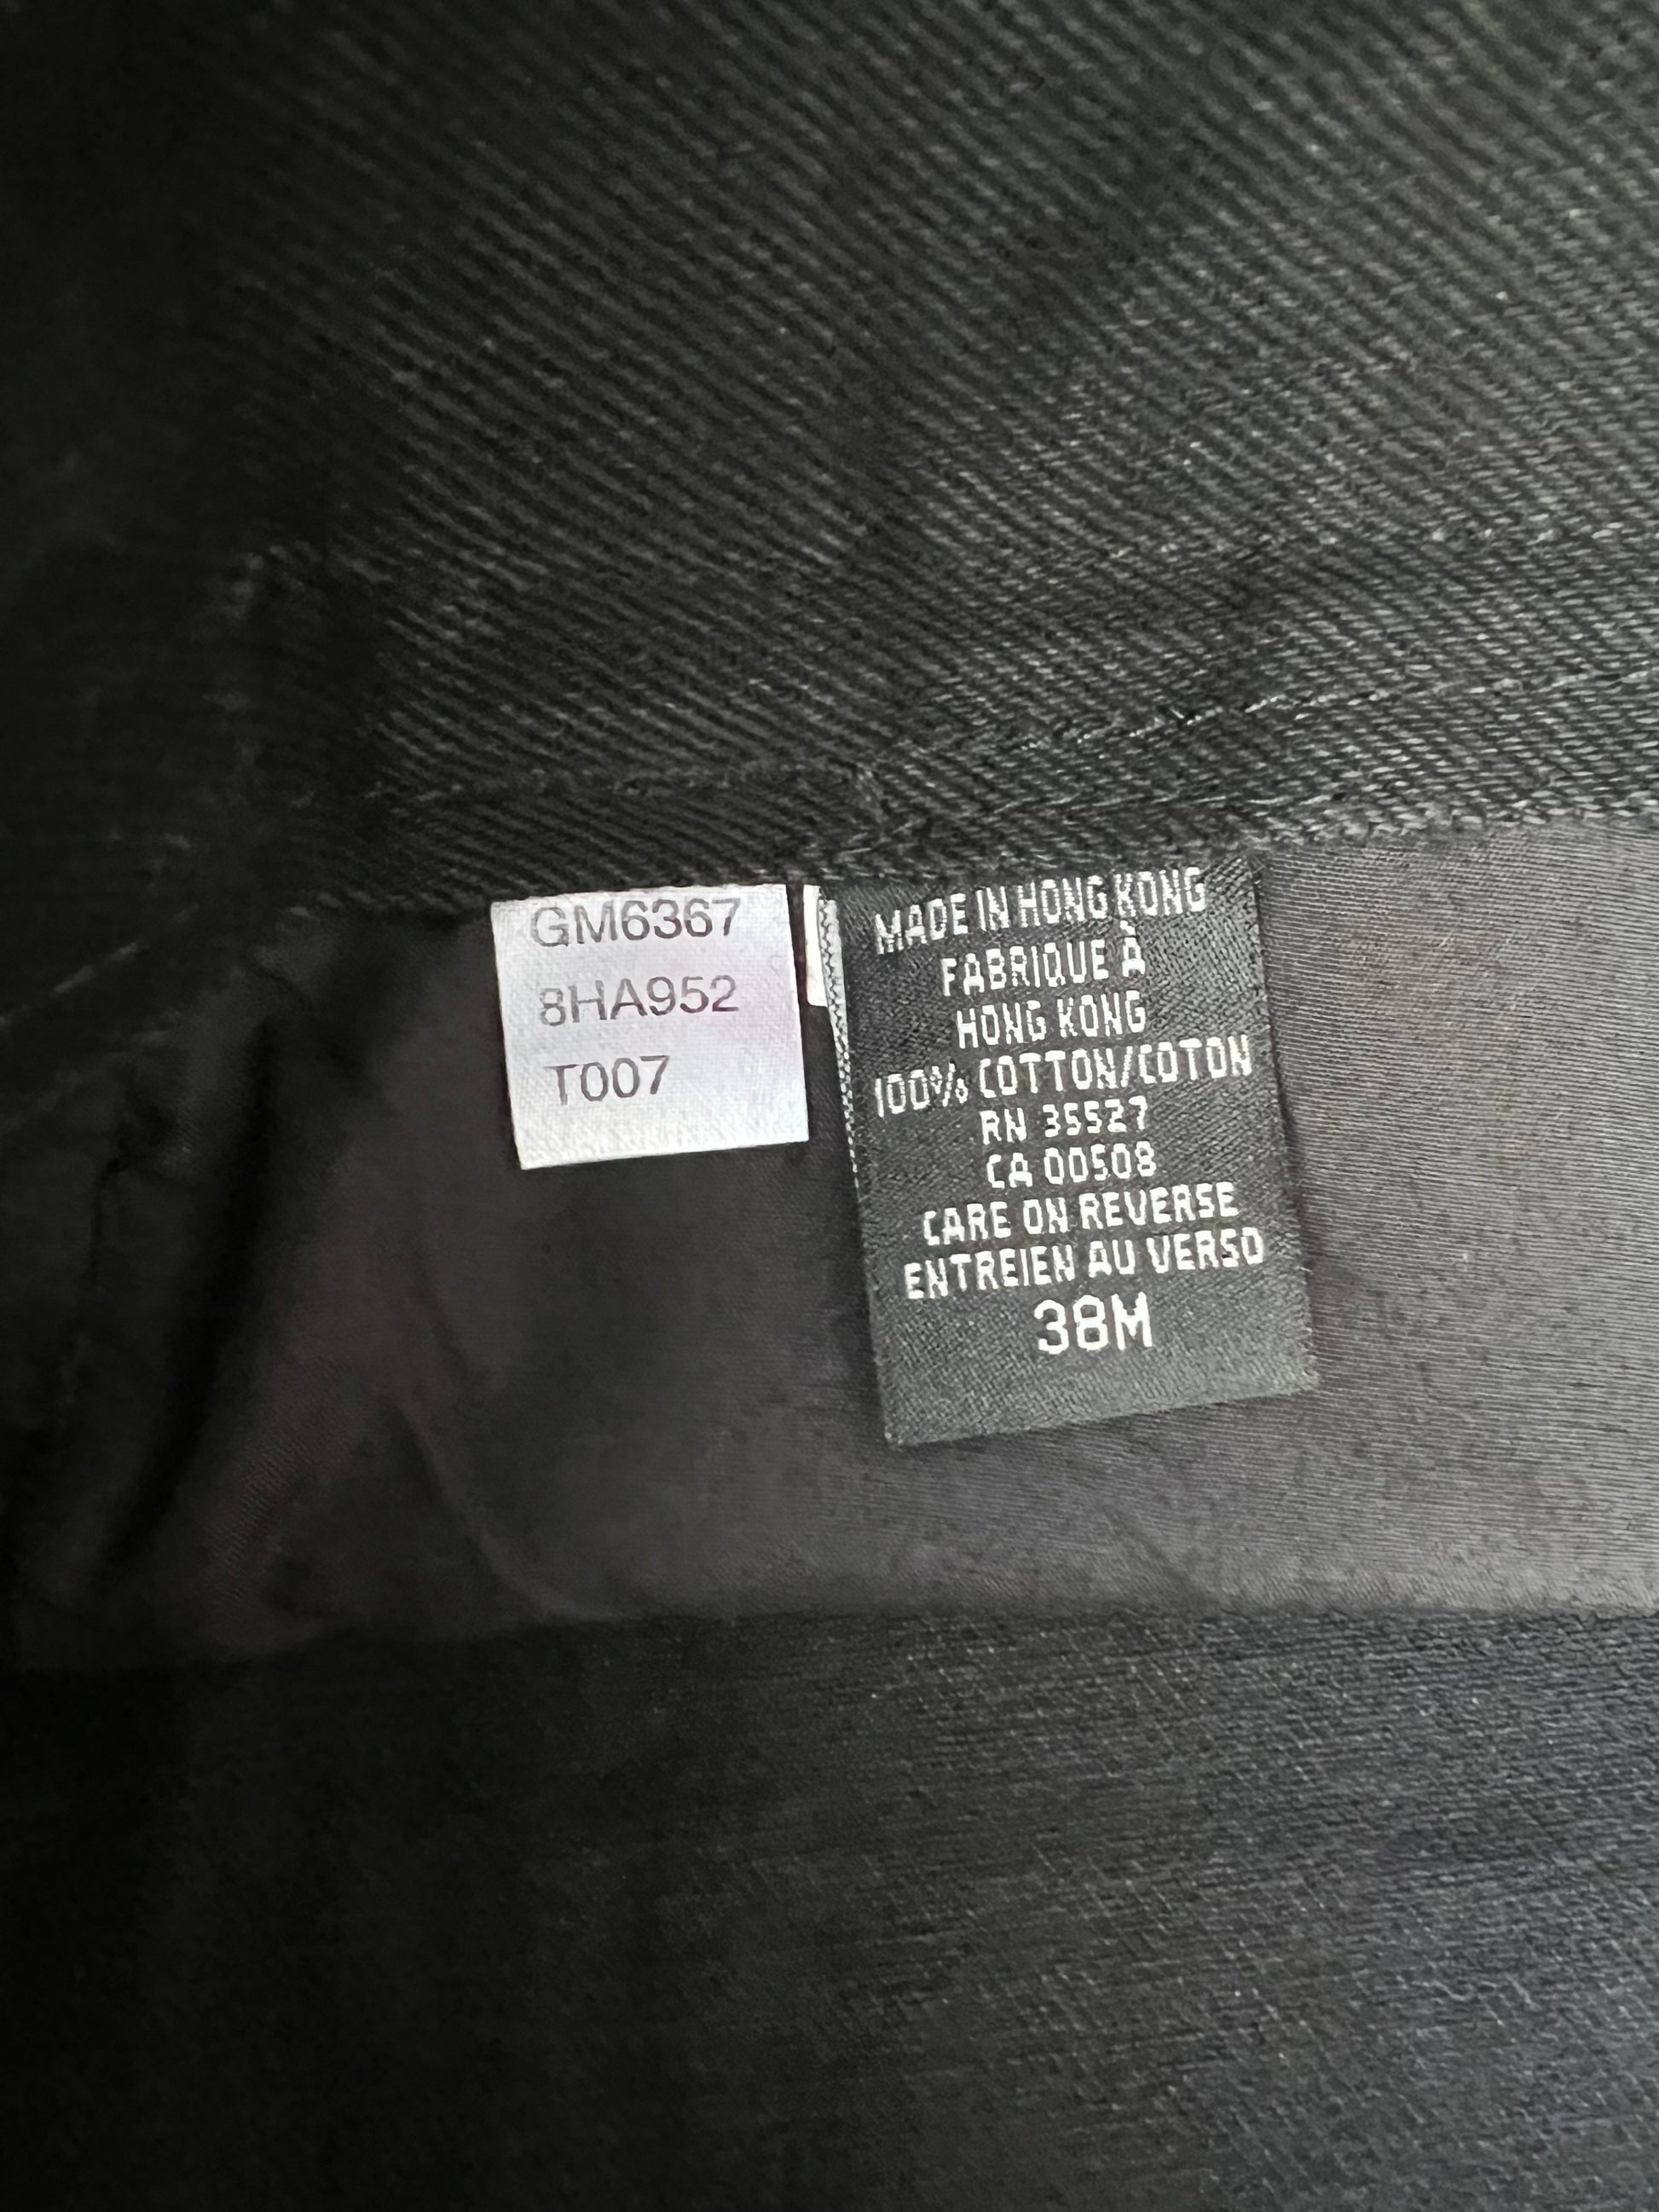 GM6367
8HA952
T007
MADE IN HONG KONG
FABRIQUE À
HONG KONG
100% COTTON/COTON
RN 35527
CA 00508
CARE ON REVERSE
ENTREIEN AU VERSO
38M